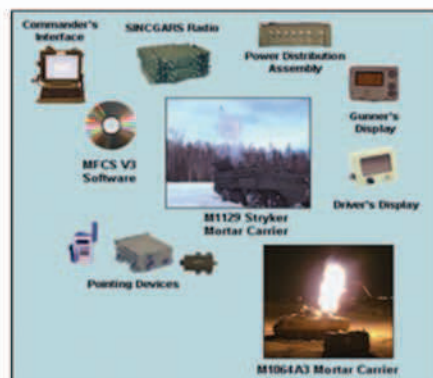 Commander's
Interface
SINCGARS Radio
Power Distribution
Assembly
Gunner's
Display
MFCS V3
Software
M1129 Stryker
Mortar Carrier
Driver's Display
Pointing Devices
M1064A3 Mortar Carrier